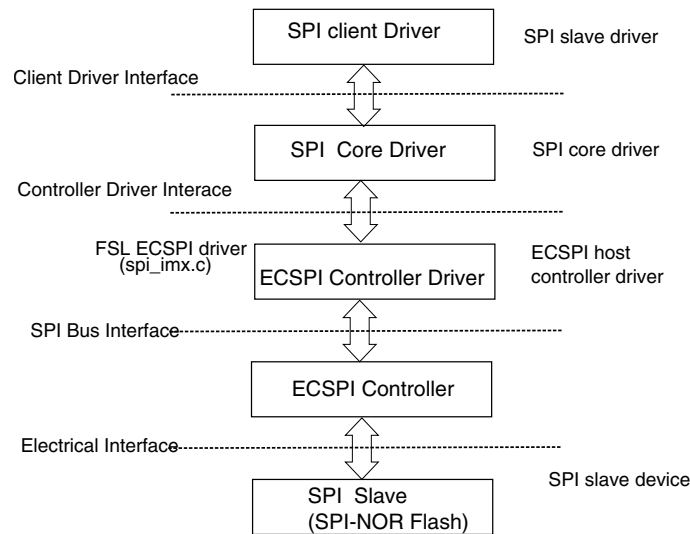 SPI client Driver
SPI slave driver
Client Driver Interface
SPI Core Driver
SPI core driver
Controller Driver Interace
FSL ECSPI driver
(spi_imx.c)
ECSPI Controller Driver
ECSPI host
controller driver
SPI Bus Interface
ECSPI Controller
Electrical Interface
SPI Slave
(SPI-NOR Flash)
SPI slave device